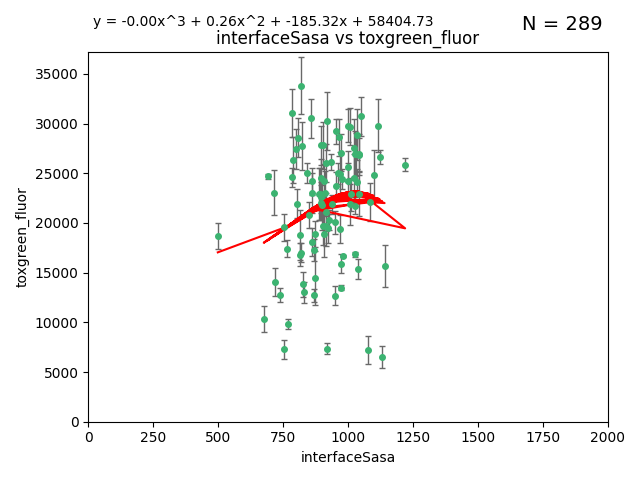 y = -0.00x^3 + 0.26x^2 + -185.32x + 58404.73
N = 289
interfaceSasa vs toxgreen_fluor
35000
30000
25000
20000
15000
10000
5000
0
toxgreen_fluor
0 250 500 750 1000 1250 1500 1750 2000
interfaceSasa